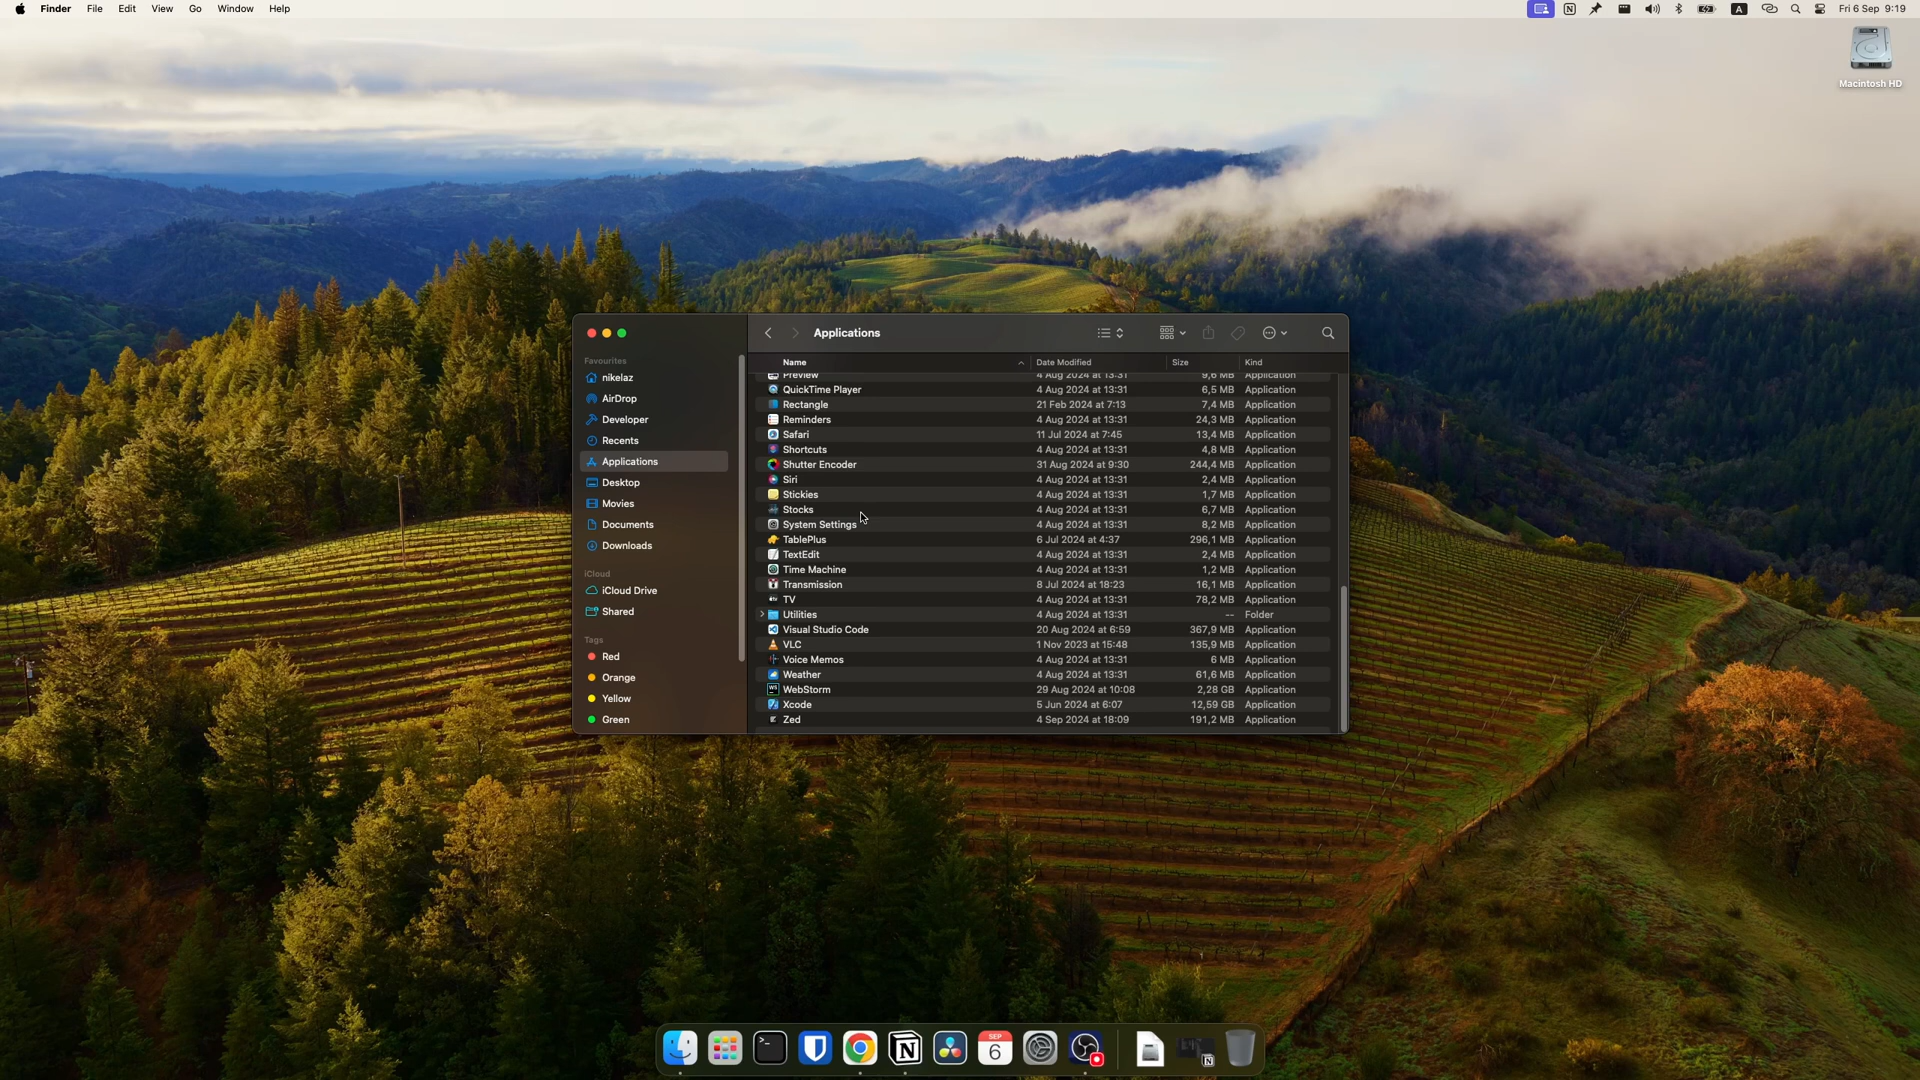 Finder File Edit View Go Window Help
A Fri 6 Sep 9:19
Macintosh HD
Applications
Favourites
nikelaz
AirDrop
Developer
Recents
Applications
Desktop
Movies
Documents
Downloads
iCloud
iCloud Drive
Shared
Tags
Red
Orange
Yellow
Green
Name Date Modified Size Kind
Preview 4 Aug 2024 at 13:31 9,6 MB Application
QuickTime Player 4 Aug 2024 at 13:31 6,5 MB Application
Rectangle 21 Feb 2024 at 7:13 7,4 MB Application
Reminders 4 Aug 2024 at 13:31 24,3 MB Application
Safari 11 Jul 2024 at 7:45 13,4 MB Application
Shortcuts 4 Aug 2024 at 13:31 4,8 MB Application
Shutter Encoder 31 Aug 2024 at 9:30 244,4 MB Application
Siri 4 Aug 2024 at 13:31 2,4 MB Application
Stickies 4 Aug 2024 at 13:31 1,7 MB Application
Stocks 4 Aug 2024 at 13:31 6,7 MB Application
System Settings 4 Aug 2024 at 13:31 8,2 MB Application
TablePlus 6 Jul 2024 at 4:37 296,1 MB Application
TextEdit 4 Aug 2024 at 13:31 2,4 MB Application
Time Machine 4 Aug 2024 at 13:31 1,2 MB Application
Transmission 8 Jul 2024 at 18:23 16,1 MB Application
TV 4 Aug 2024 at 13:31 78,2 MB Application
Utilities 4 Aug 2024 at 13:31 -- Folder
Visual Studio Code 20 Aug 2024 at 6:59 367,9 MB Application
VLC 1 Nov 2023 at 15:48 135,9 MB Application
Voice Memos 4 Aug 2024 at 13:31 6 MB Application
Weather 4 Aug 2024 at 13:31 61,6 MB Application
WebStorm 29 Aug 2024 at 10:08 2,28 GB Application
Xcode 5 Jun 2024 at 6:07 12,59 GB Application
Zed 4 Sep 2024 at 18:09 191,2 MB Application
SEP
6